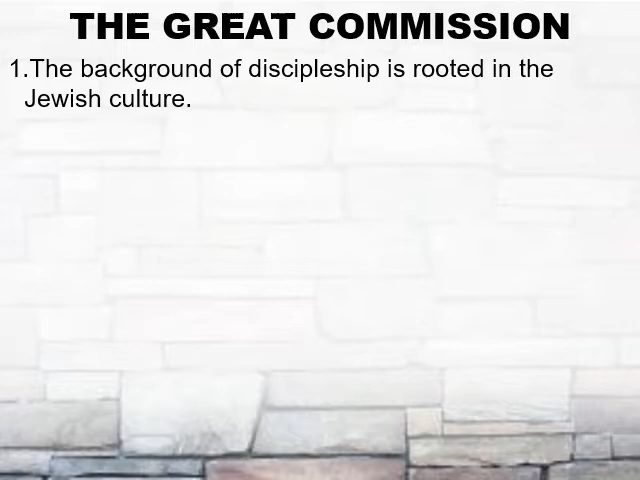 THE GREAT COMMISSION
1.The background of discipleship is rooted in the
Jewish culture.